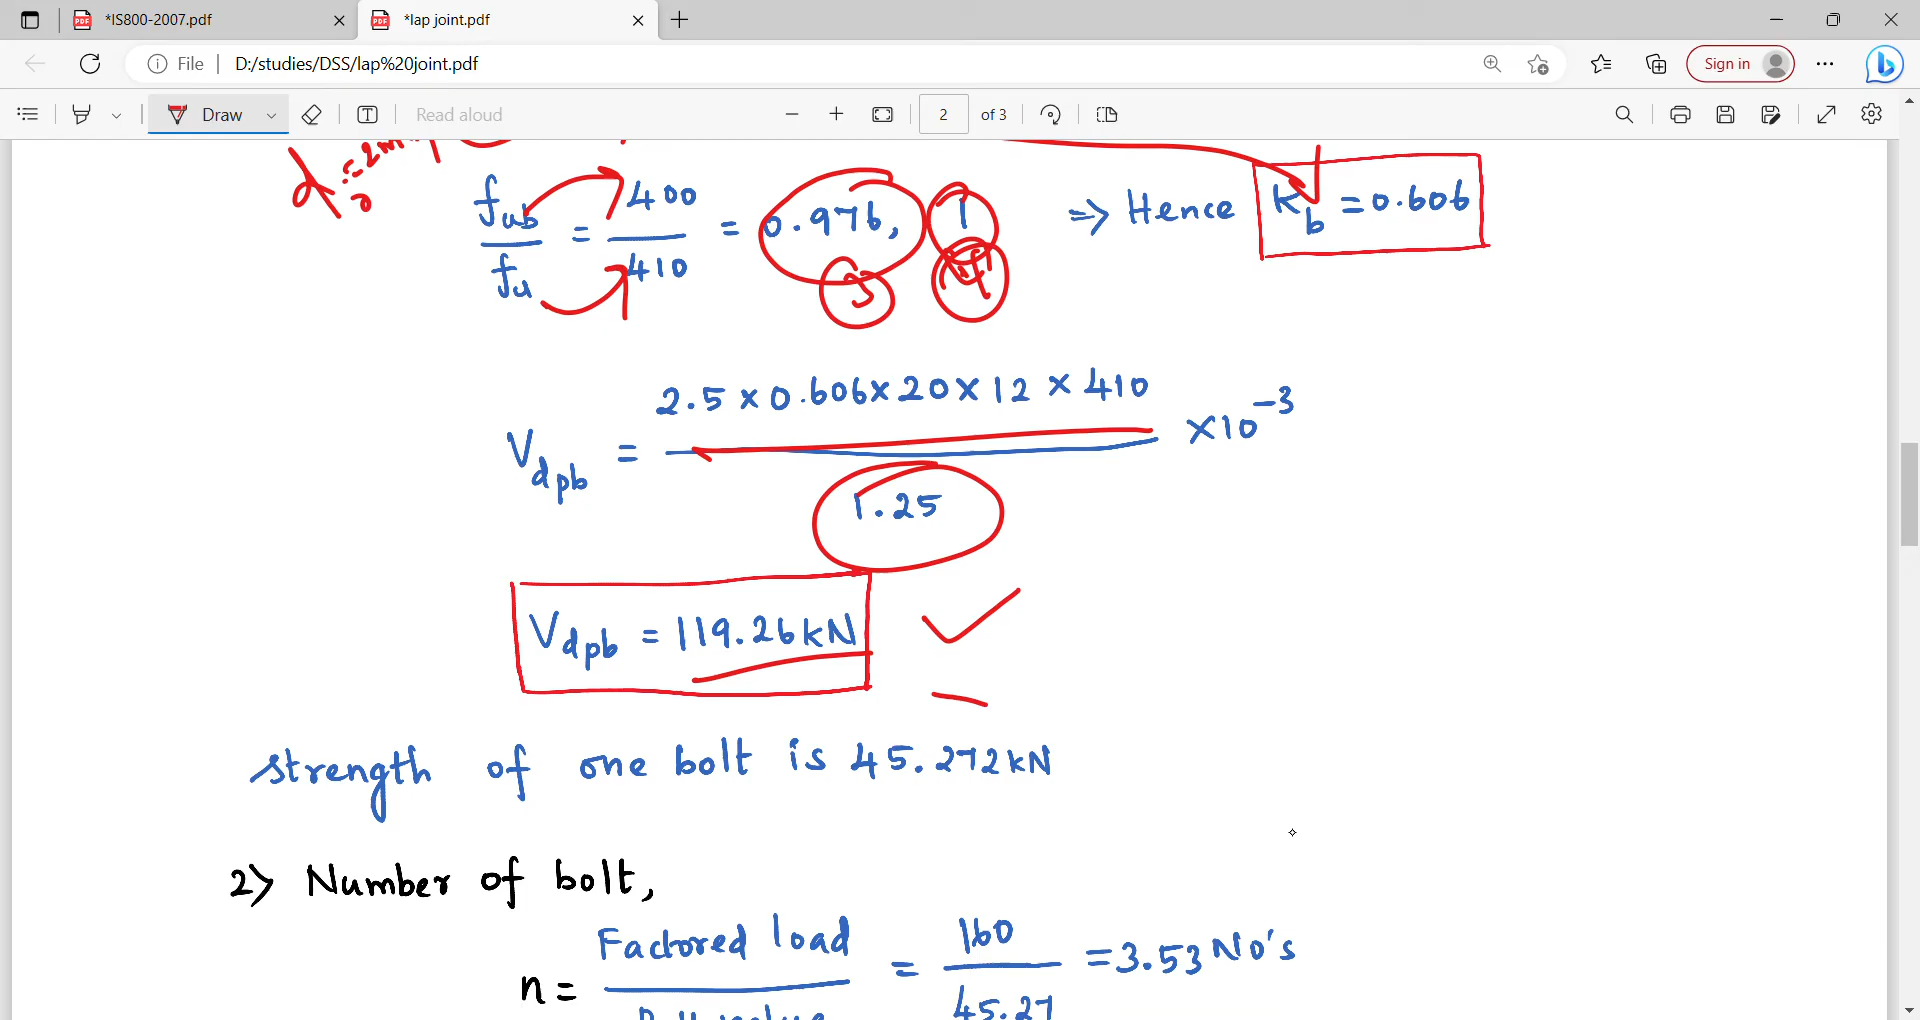 *IS800-2007.pdf
*lap joint.pdf
File D:/studies/DSS/lap%20joint.pdf
Sign in
Draw
Read aloud
2 of 3
fub/fu = 400/410 = 0.976, 1 => Hence Kb = 0.606
3 4
Vdpb = 2.5 x 0.606 x 20 x 12 x 410 / 1.25 x10^-3
Vdpb = 119.26kN
strength of one bolt is 45.272kN
2> Number of bolt,
n = Factored load = 160/45.27 = 3.53 No's